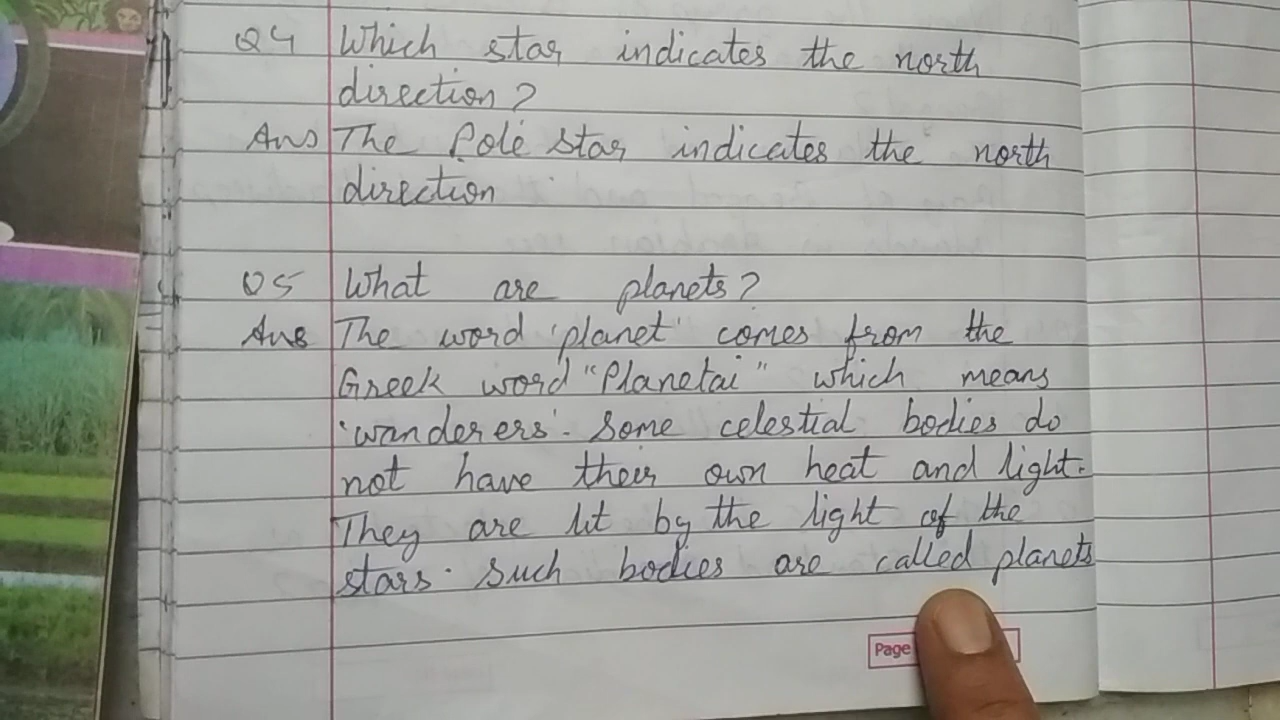 Q4 Which star indicates the north
direction?
Ans The Pole star indicates the north
direction
Q5 What are planets?
Ans The word 'planet' comes from the
Greek word "Planetai" which means
'wanderers'. Some celestial bodies do
not have their own heat and light.
They are lit by the light of the
stars. Such bodies are called planets
Page